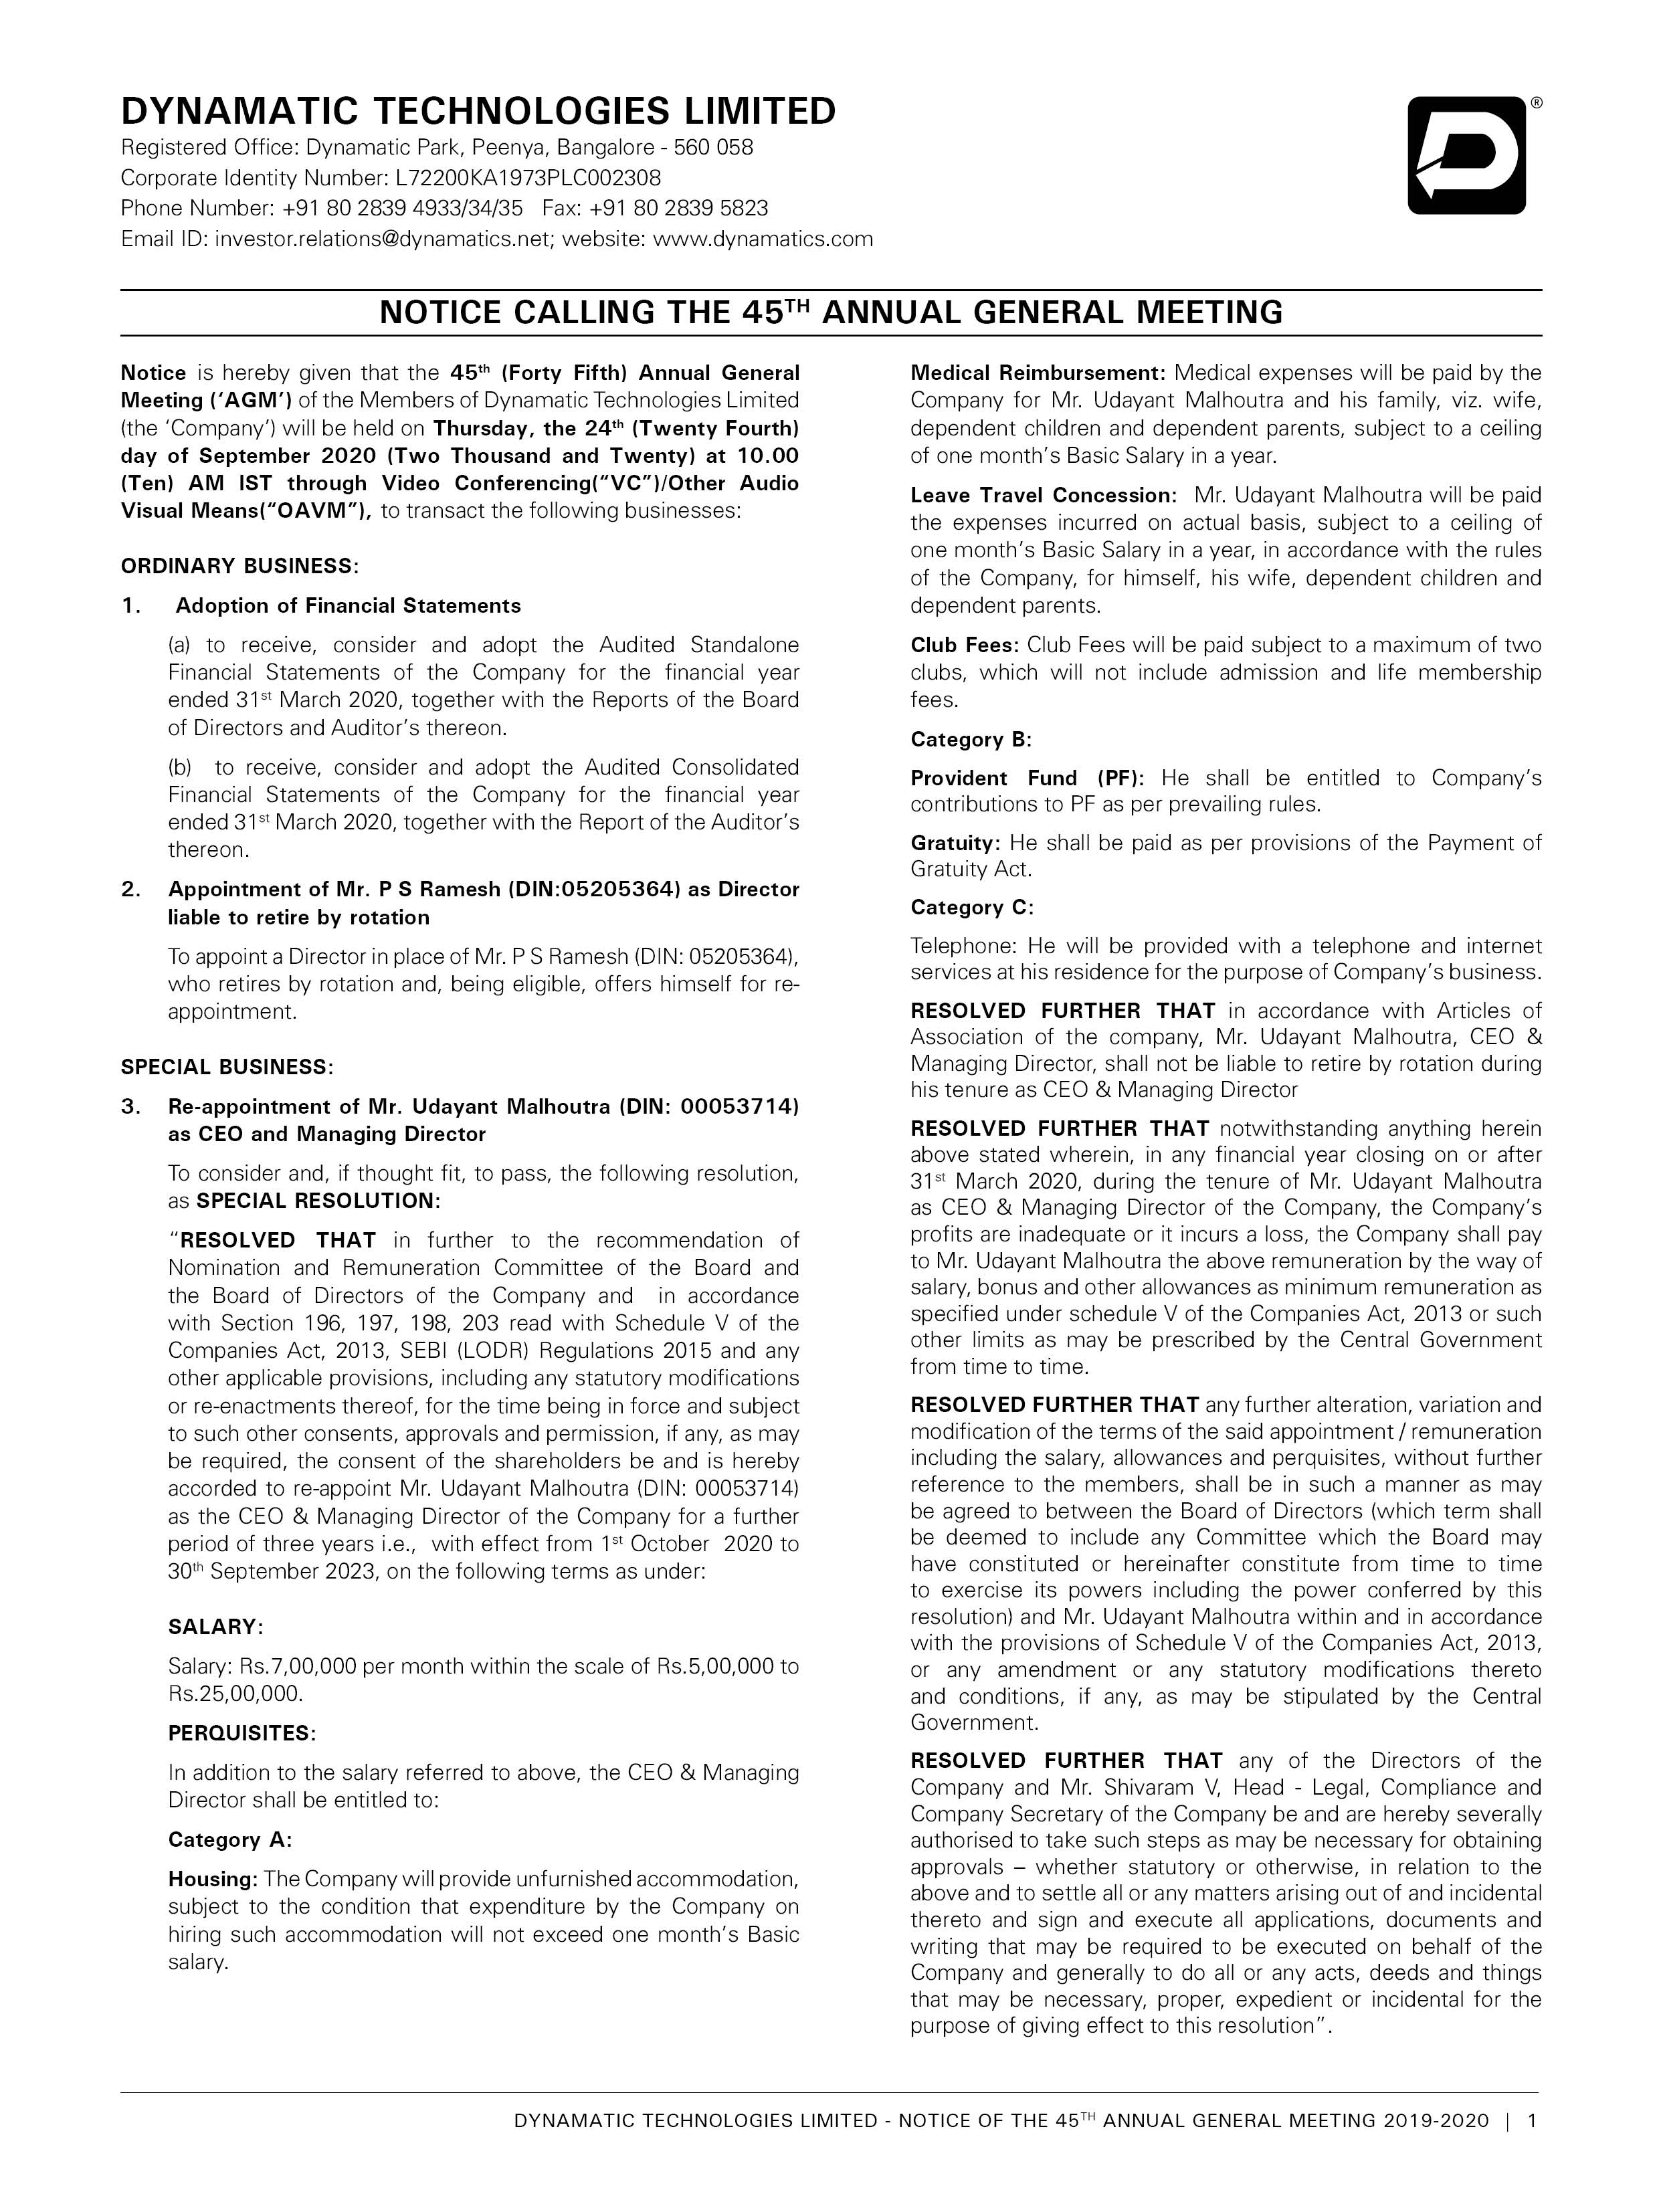 DYNAMATIC TECHNOLOGIES LIMITED
Registered Office: Dynamatic Park, Peenya, Bangalore - 560 058
Corporate Identity Number: L72200KA1973PLC002308
Phone Number: +91 80 2839 4933/34/35   Fax: +91 80 2839 5823
Email ID: investor.relations@dynamatics.net; website: www.dynamatics.com
®
NOTICE CALLING THE 45TH ANNUAL GENERAL MEETING
Notice is hereby given that the 45th (Forty Fifth) Annual General
Meeting (‘AGM’) of the Members of Dynamatic Technologies Limited
(the ‘Company’) will be held on Thursday, the 24th (Twenty Fourth)
day of September 2020 (Two Thousand and Twenty) at 10.00
(Ten) AM IST through Video Conferencing(“VC”)/Other Audio
Visual Means(“OAVM”), to transact the following businesses:
ORDINARY BUSINESS:
1. Adoption of Financial Statements
(a) to receive, consider and adopt the Audited Standalone
Financial Statements of the Company for the financial year
ended 31st March 2020, together with the Reports of the Board
of Directors and Auditor’s thereon.
(b) to receive, consider and adopt the Audited Consolidated
Financial Statements of the Company for the financial year
ended 31st March 2020, together with the Report of the Auditor’s
thereon.
2. Appointment of Mr. P S Ramesh (DIN:05205364) as Director
liable to retire by rotation
To appoint a Director in place of Mr. P S Ramesh (DIN: 05205364),
who retires by rotation and, being eligible, offers himself for re-
appointment.
SPECIAL BUSINESS:
3. Re-appointment of Mr. Udayant Malhoutra (DIN: 00053714)
as CEO and Managing Director
To consider and, if thought fit, to pass, the following resolution,
as SPECIAL RESOLUTION:
“RESOLVED THAT in further to the recommendation of
Nomination and Remuneration Committee of the Board and
the Board of Directors of the Company and in accordance
with Section 196, 197, 198, 203 read with Schedule V of the
Companies Act, 2013, SEBI (LODR) Regulations 2015 and any
other applicable provisions, including any statutory modifications
or re-enactments thereof, for the time being in force and subject
to such other consents, approvals and permission, if any, as may
be required, the consent of the shareholders be and is hereby
accorded to re-appoint Mr. Udayant Malhoutra (DIN: 00053714)
as the CEO & Managing Director of the Company for a further
period of three years i.e., with effect from 1st October 2020 to
30th September 2023, on the following terms as under:
SALARY:
Salary: Rs.7,00,000 per month within the scale of Rs.5,00,000 to
Rs.25,00,000.
PERQUISITES:
In addition to the salary referred to above, the CEO & Managing
Director shall be entitled to:
Category A:
Housing: The Company will provide unfurnished accommodation,
subject to the condition that expenditure by the Company on
hiring such accommodation will not exceed one month’s Basic
salary.
Medical Reimbursement: Medical expenses will be paid by the
Company for Mr. Udayant Malhoutra and his family, viz. wife,
dependent children and dependent parents, subject to a ceiling
of one month’s Basic Salary in a year.
Leave Travel Concession: Mr. Udayant Malhoutra will be paid
the expenses incurred on actual basis, subject to a ceiling of
one month’s Basic Salary in a year, in accordance with the rules
of the Company, for himself, his wife, dependent children and
dependent parents.
Club Fees: Club Fees will be paid subject to a maximum of two
clubs, which will not include admission and life membership
fees.
Category B:
Provident Fund (PF): He shall be entitled to Company’s
contributions to PF as per prevailing rules.
Gratuity: He shall be paid as per provisions of the Payment of
Gratuity Act.
Category C:
Telephone: He will be provided with a telephone and internet
services at his residence for the purpose of Company’s business.
RESOLVED FURTHER THAT in accordance with Articles of
Association of the company, Mr. Udayant Malhoutra, CEO &
Managing Director, shall not be liable to retire by rotation during
his tenure as CEO & Managing Director
RESOLVED FURTHER THAT notwithstanding anything herein
above stated wherein, in any financial year closing on or after
31st March 2020, during the tenure of Mr. Udayant Malhoutra
as CEO & Managing Director of the Company, the Company’s
profits are inadequate or it incurs a loss, the Company shall pay
to Mr. Udayant Malhoutra the above remuneration by the way of
salary, bonus and other allowances as minimum remuneration as
specified under schedule V of the Companies Act, 2013 or such
other limits as may be prescribed by the Central Government
from time to time.
RESOLVED FURTHER THAT any further alteration, variation and
modification of the terms of the said appointment / remuneration
including the salary, allowances and perquisites, without further
reference to the members, shall be in such a manner as may
be agreed to between the Board of Directors (which term shall
be deemed to include any Committee which the Board may
have constituted or hereinafter constitute from time to time
to exercise its powers including the power conferred by this
resolution) and Mr. Udayant Malhoutra within and in accordance
with the provisions of Schedule V of the Companies Act, 2013,
or any amendment or any statutory modifications thereto
and conditions, if any, as may be stipulated by the Central
Government.
RESOLVED FURTHER THAT any of the Directors of the
Company and Mr. Shivaram V, Head - Legal, Compliance and
Company Secretary of the Company be and are hereby severally
authorised to take such steps as may be necessary for obtaining
approvals – whether statutory or otherwise, in relation to the
above and to settle all or any matters arising out of and incidental
thereto and sign and execute all applications, documents and
writing that may be required to be executed on behalf of the
Company and generally to do all or any acts, deeds and things
that may be necessary, proper, expedient or incidental for the
purpose of giving effect to this resolution”.
DYNAMATIC TECHNOLOGIES LIMITED - NOTICE OF THE 45TH ANNUAL GENERAL MEETING 2019-2020 | 1